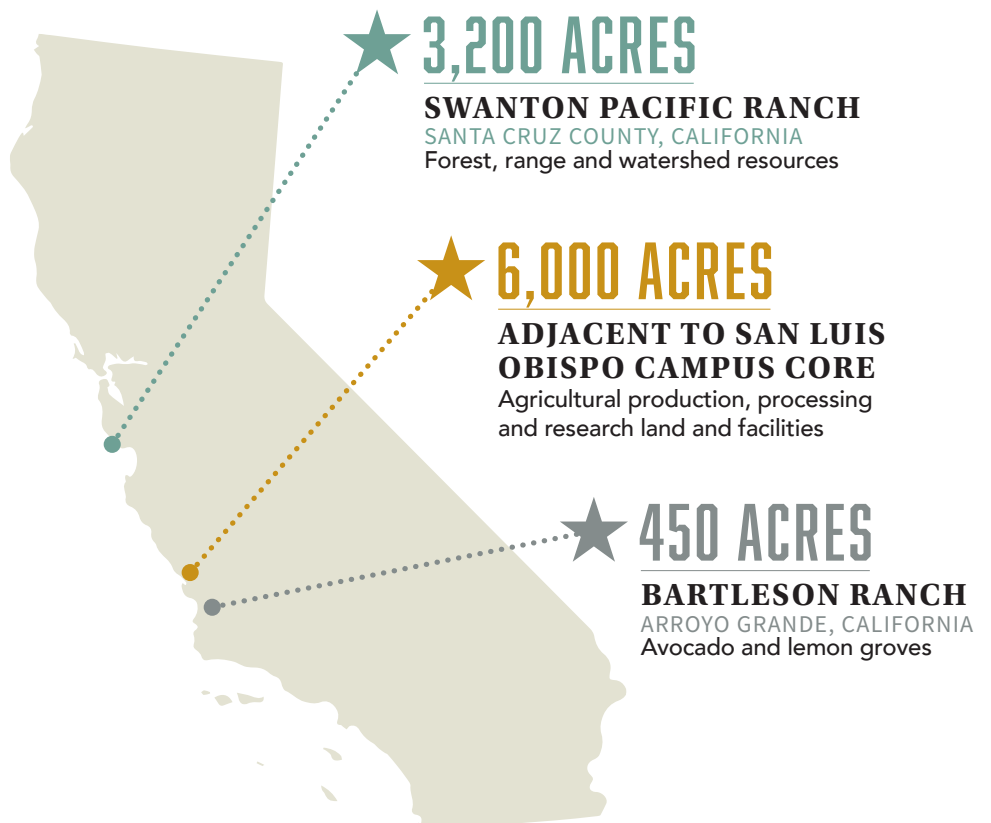 3,200 ACRES
SWANTON PACIFIC RANCH
SANTA CRUZ COUNTY, CALIFORNIA
Forest, range and watershed resources
6,000 ACRES
ADJACENT TO SAN LUIS
OBISPO CAMPUS CORE
Agricultural production, processing
and research land and facilities
450 ACRES
BARTLESON RANCH
ARROYO GRANDE, CALIFORNIA
Avocado and lemon groves